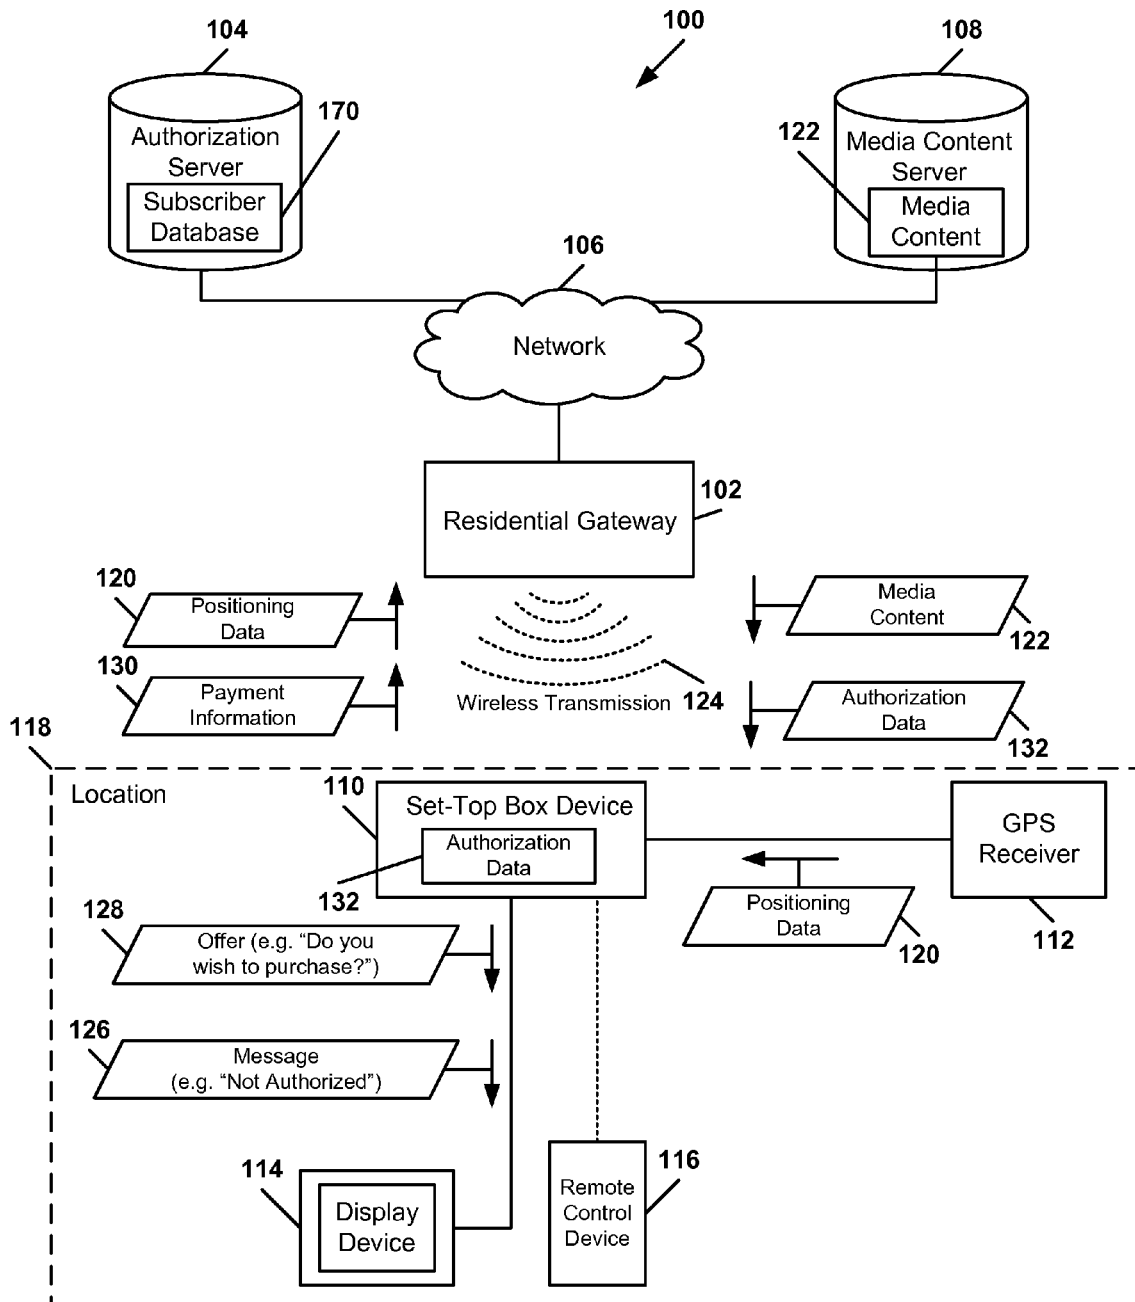 100
104
108
Authorization
Server
170
Subscriber
Database
122
Media Content
Server
Media
Content
106
Network
102
Residential Gateway
120
Positioning
Data
Media
Content
122
130
Payment
Information
Wireless Transmission
124
Authorization
Data
132
118
Location
110
Set-Top Box Device
Authorization
Data
132
GPS
Receiver
112
Positioning
Data
120
128
Offer (e.g. “Do you
wish to purchase?”)
126
Message
(e.g. “Not Authorized”)
114
Display
Device
116
Remote
Control
Device